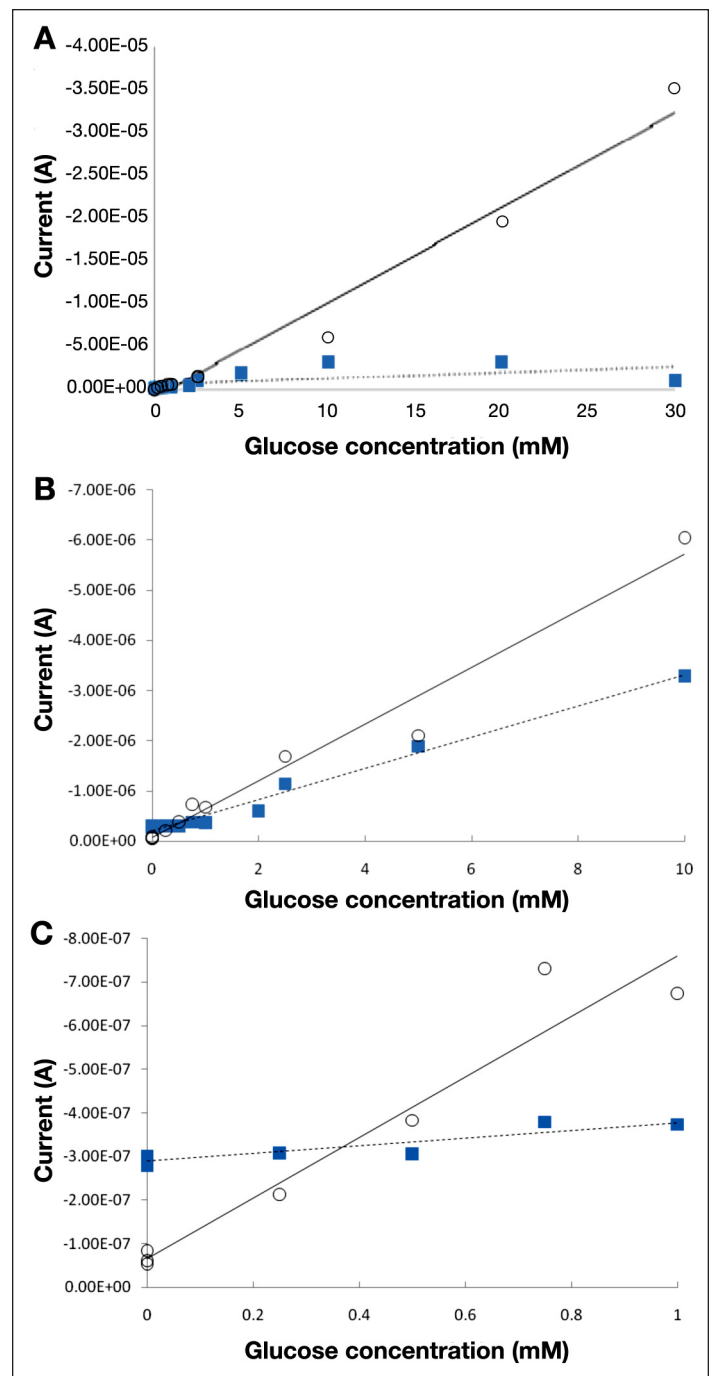 A
Current (A)
-4.00E-05
-3.50E-05
-3.00E-05
-2.50E-05
-2.00E-05
-1.50E-05
-1.00E-05
-5.00E-06
0.00E+00
0 5 10 15 20 25 30
Glucose concentration (mM)
B
Current (A)
-7.00E-06
-6.00E-06
-5.00E-06
-4.00E-06
-3.00E-06
-2.00E-06
-1.00E-06
0.00E+00
0 2 4 6 8 10
Glucose concentration (mM)
C
Current (A)
-8.00E-07
-7.00E-07
-6.00E-07
-5.00E-07
-4.00E-07
-3.00E-07
-2.00E-07
-1.00E-07
0.00E+00
0 0.2 0.4 0.6 0.8 1
Glucose concentration (mM)